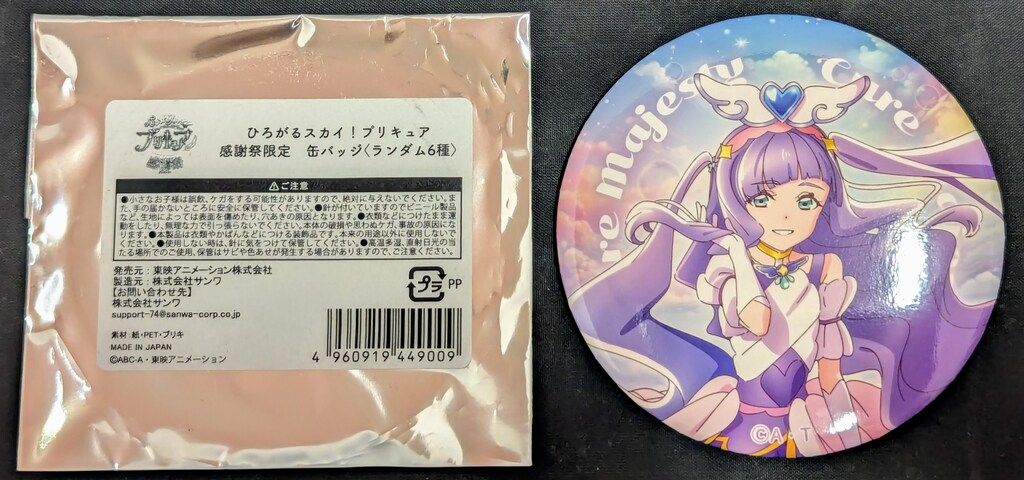 プリキュア
感謝祭
ひろがるスカイ！プリキュア
感謝祭限定 缶バッジ〈ランダム6種〉
⚠ご注意
●小さなお子様は誤飲、ケガをする可能性がありますので、絶対に与えないでください。ま
た、手の届かないところに安全に保管してください。●針が付いていますのでビニール製品
など、生地によっては表面を傷めたり、穴あきの原因となります。●衣類などにつけたまま運
動をしたり、無理な力で引っ張らないでください。本体の破損や思わぬケガ、事故の原因にな
ります。●本製品は衣類やかばんなどにつける装飾品です。本来の用途以外に使用しないで
ください。●使用しない時は、針に気をつけて保管してください。●高温多湿、直射日光の当
たる場所でのご使用、保管はサビや色あせが発生する場合がありますので、ご注意ください。
発売元：東映アニメーション株式会社
製造元：株式会社サンワ
【お問い合わせ先】
株式会社サンワ
support-74@sanwa-corp.co.jp
プラ PP
素材：紙・PET・ブリキ
MADE IN JAPAN
©ABC-A・東映アニメーション
4 960919 449009
re majesty
Cure
©A・T